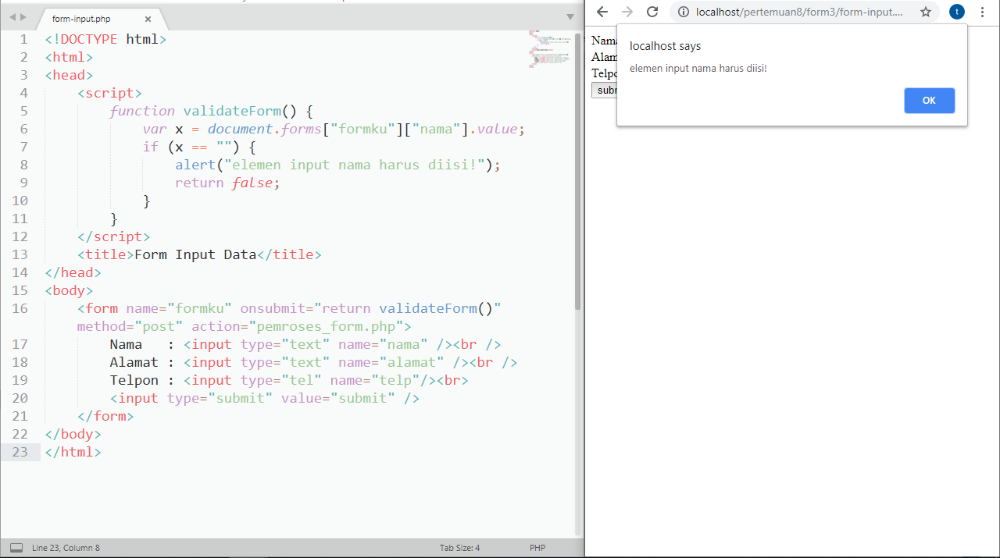 form-input.php ×
1 <!DOCTYPE html>
2 <html>
3 <head>
4     <script>
5         function validateForm() {
6             var x = document.forms["formku"]["nama"].value;
7             if (x == "") {
8                 alert("elemen input nama harus diisi!");
9                 return false;
10             }
11         }
12     </script>
13     <title>Form Input Data</title>
14 </head>
15 <body>
16     <form name="formku" onsubmit="return validateForm()"
    method="post" action="pemroses_form.php">
17         Nama   : <input type="text" name="nama" /><br />
18         Alamat : <input type="text" name="alamat" /><br />
19         Telpon : <input type="tel" name="telp"/><br>
20         <input type="submit" value="submit" />
21     </form>
22 </body>
23 </html>
Line 23, Column 8
Tab Size: 4
PHP
localhost/pertemuan8/form3/form-input....
t
Nama
Alam
Telpo
subm
localhost says
elemen input nama harus diisi!
OK